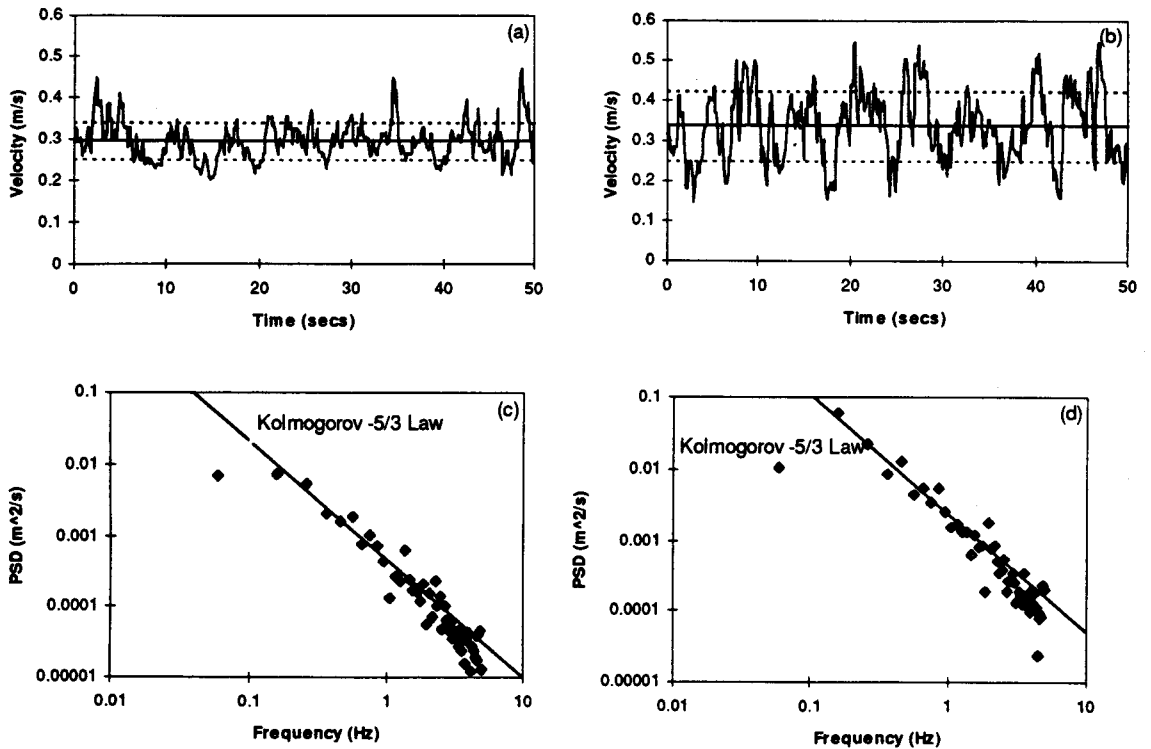 (a)
0.6
0.5
0.4
0.3
0.2
0.1
0
Velocity (m/s)
0 10 20 30 40 50
Time (secs)
(b)
0.6
0.5
0.4
0.3
0.2
0.1
0
Velocity (m/s)
0 10 20 30 40 50
Time (secs)
(c)
Kolmogorov -5/3 Law
0.1
0.01
0.001
0.0001
0.00001
PSD (m^2/s)
0.01 0.1 1 10
Frequency (Hz)
(d)
Kolmogorov -5/3 Law
0.1
0.01
0.001
0.0001
0.00001
PSD (m^2/s)
0.01 0.1 1 10
Frequency (Hz)